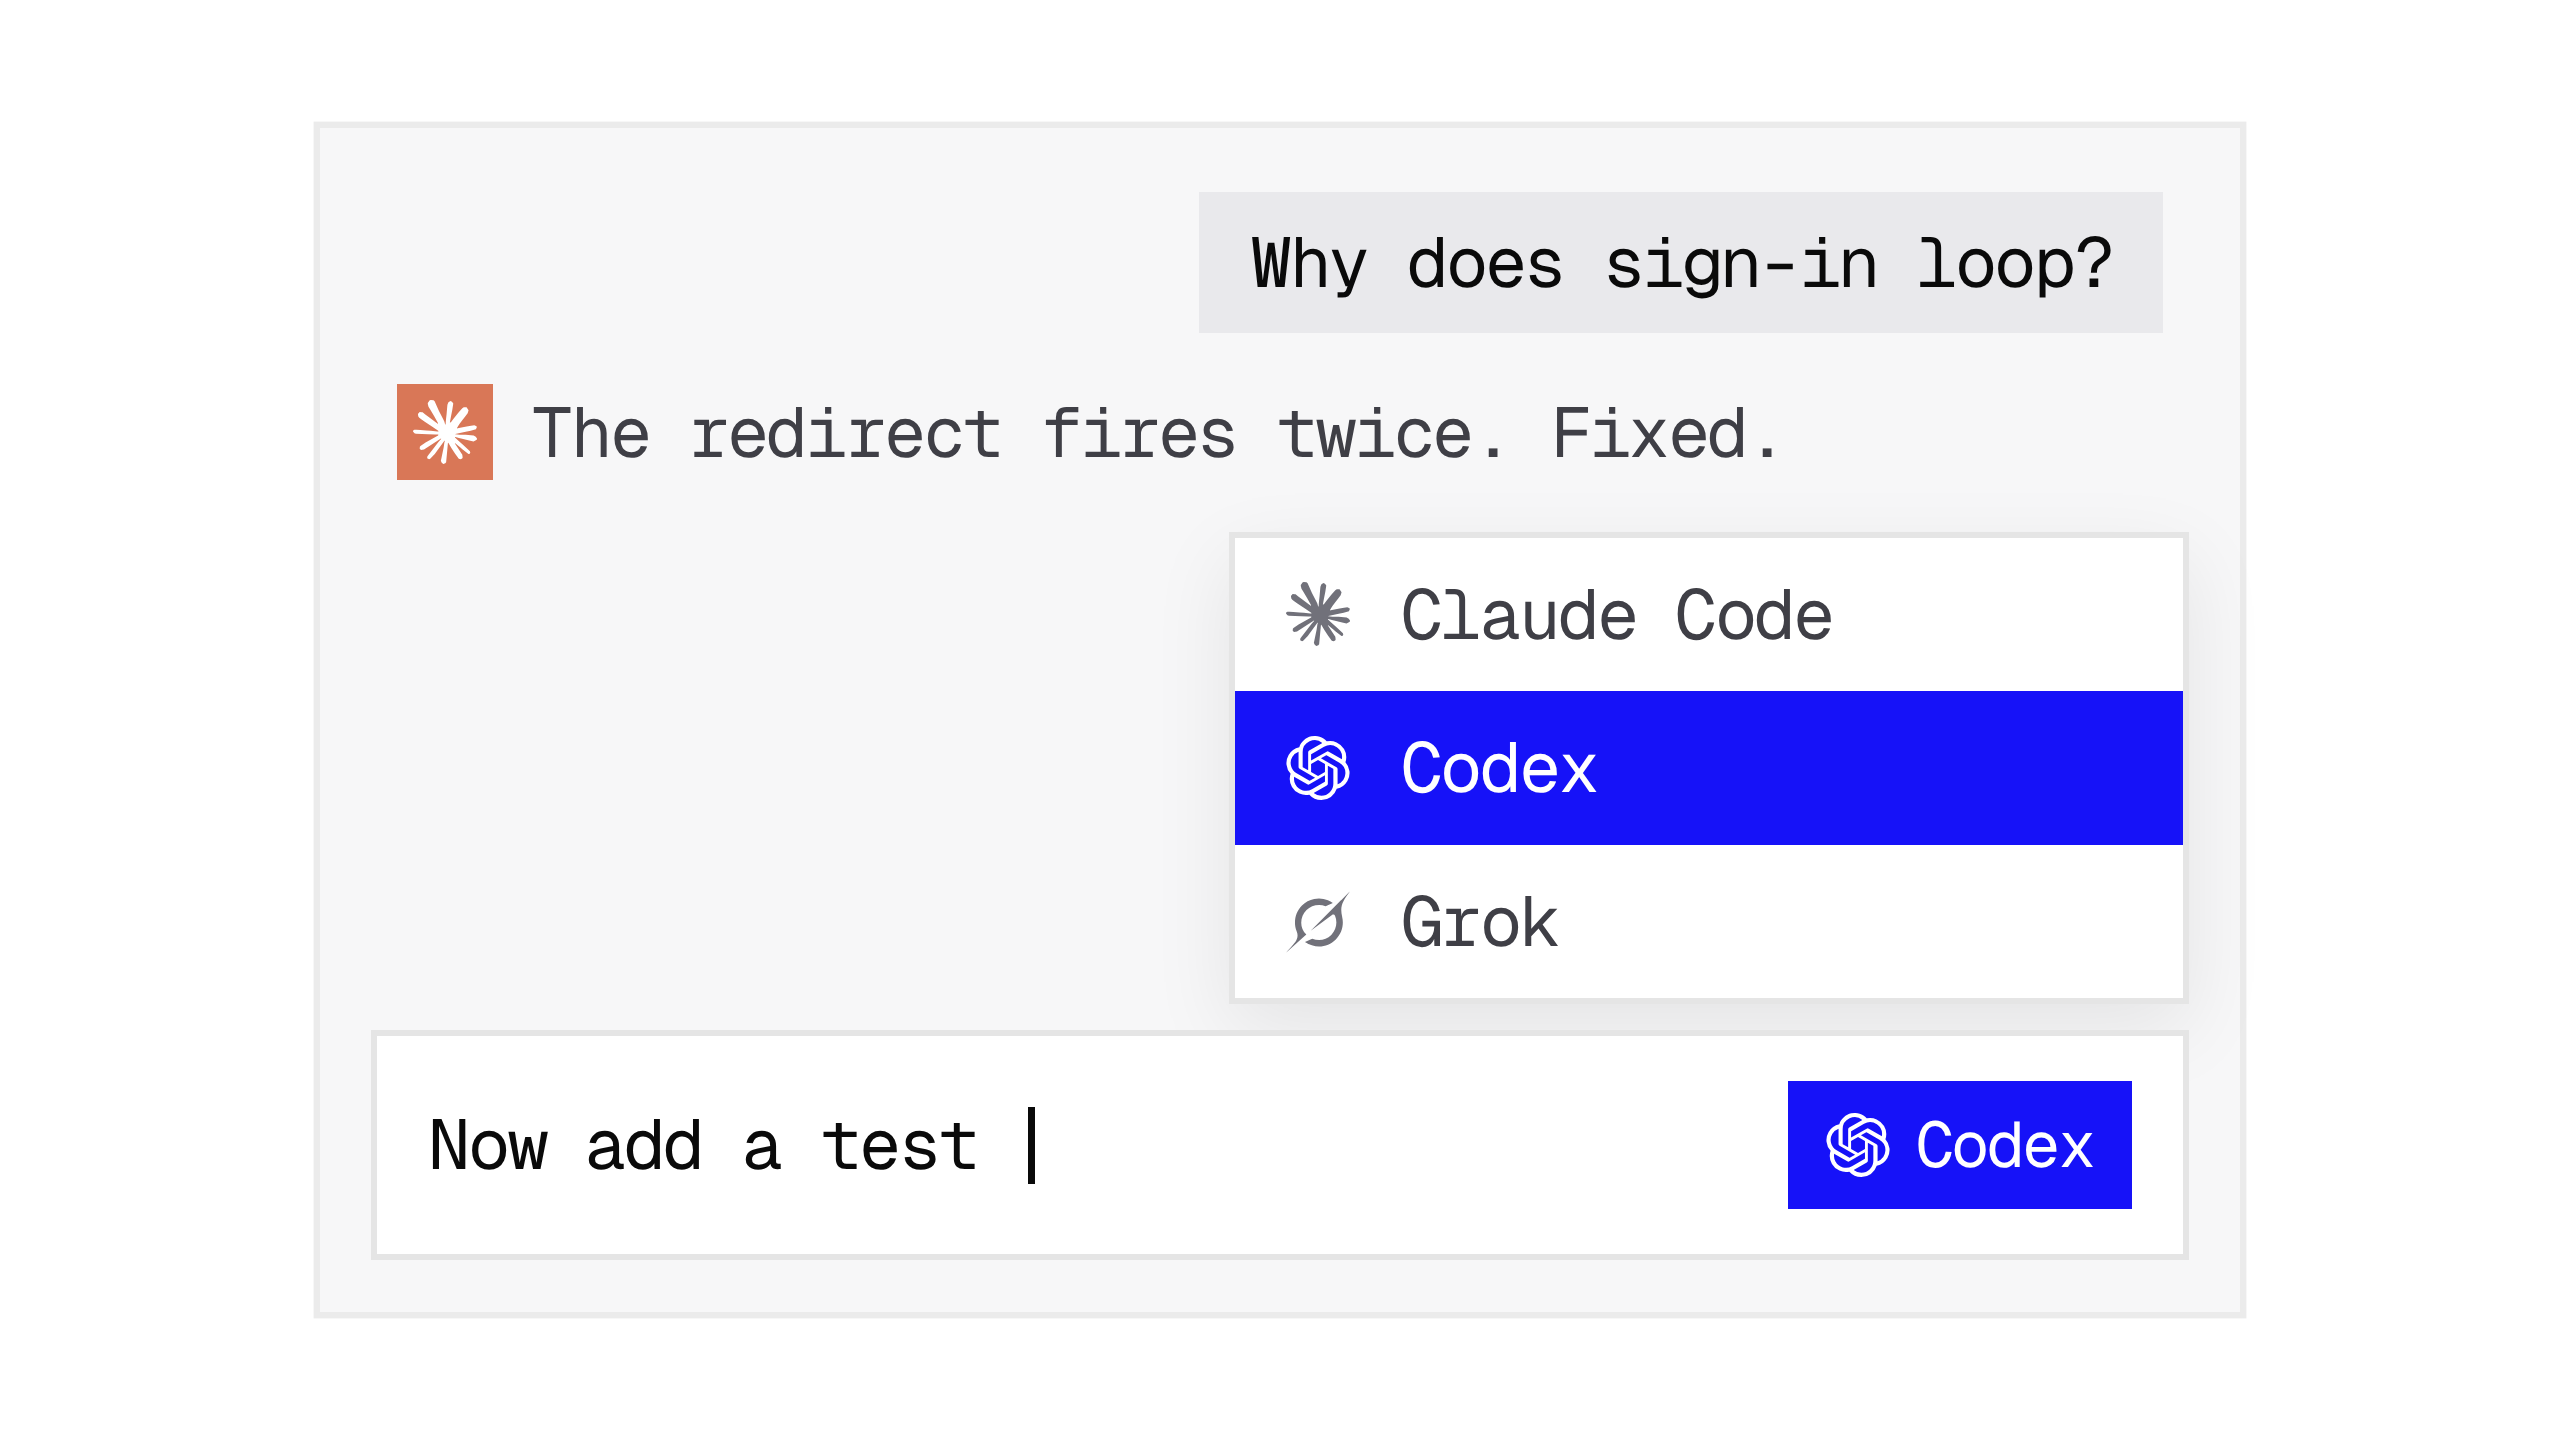 Why does sign-in loop?
The redirect fires twice. Fixed.
Claude Code
Codex
Grok
Now add a test
Codex